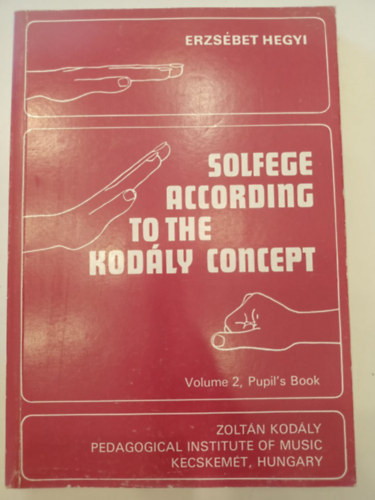 ERZSÉBET HEGYI
SOLFEGE
ACCORDING
TO THE
KODÁLY CONCEPT
Volume 2, Pupil's Book
ZOLTÁN KODÁLY
PEDAGOGICAL INSTITUTE OF MUSIC
KECSKEMÉT, HUNGARY